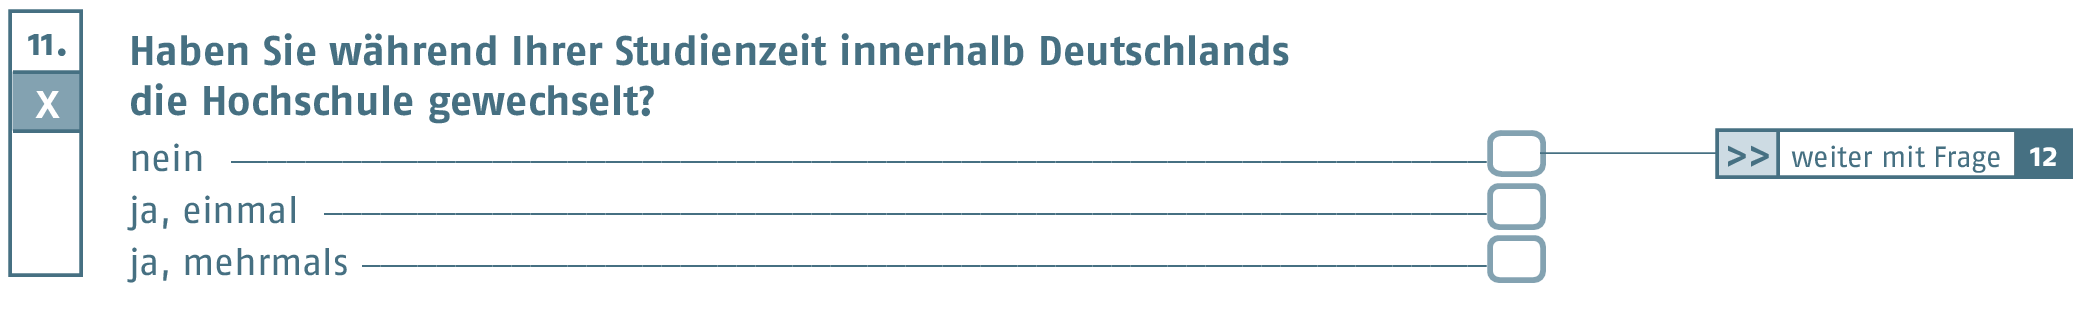 11.
X
Haben Sie während Ihrer Studienzeit innerhalb Deutschlands
die Hochschule gewechselt?
nein >> weiter mit Frage 12
ja, einmal
ja, mehrmals